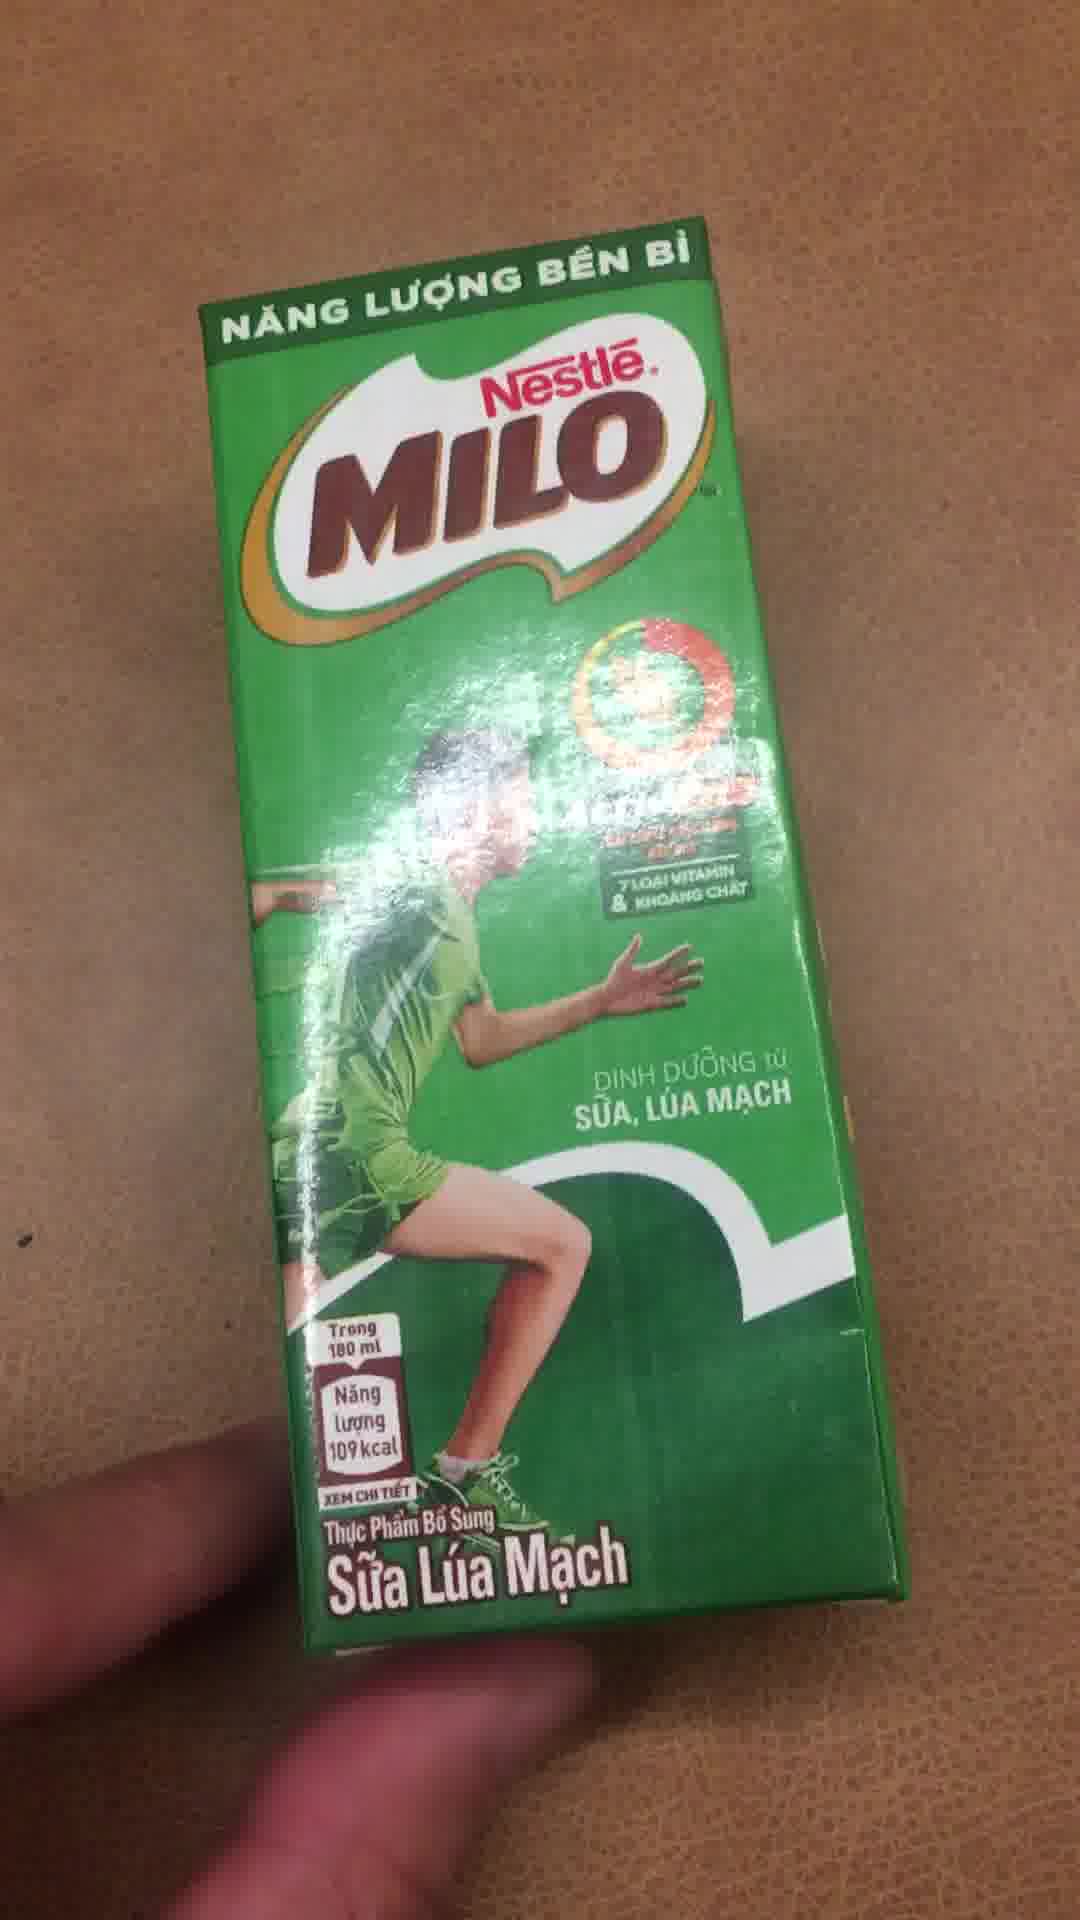 NĂNG LƯỢNG BỀN BỈ
Nestlé
MILO
7 LOẠI VITAMIN
& KHOÁNG CHẤT
DINH DƯỠNG từ
SỮA, LÚA MẠCH
Trong
180 ml
Năng
lượng
109 kcal
XEM CHI TIẾT
Thực Phẩm Bổ Sung
Sữa Lúa Mạch